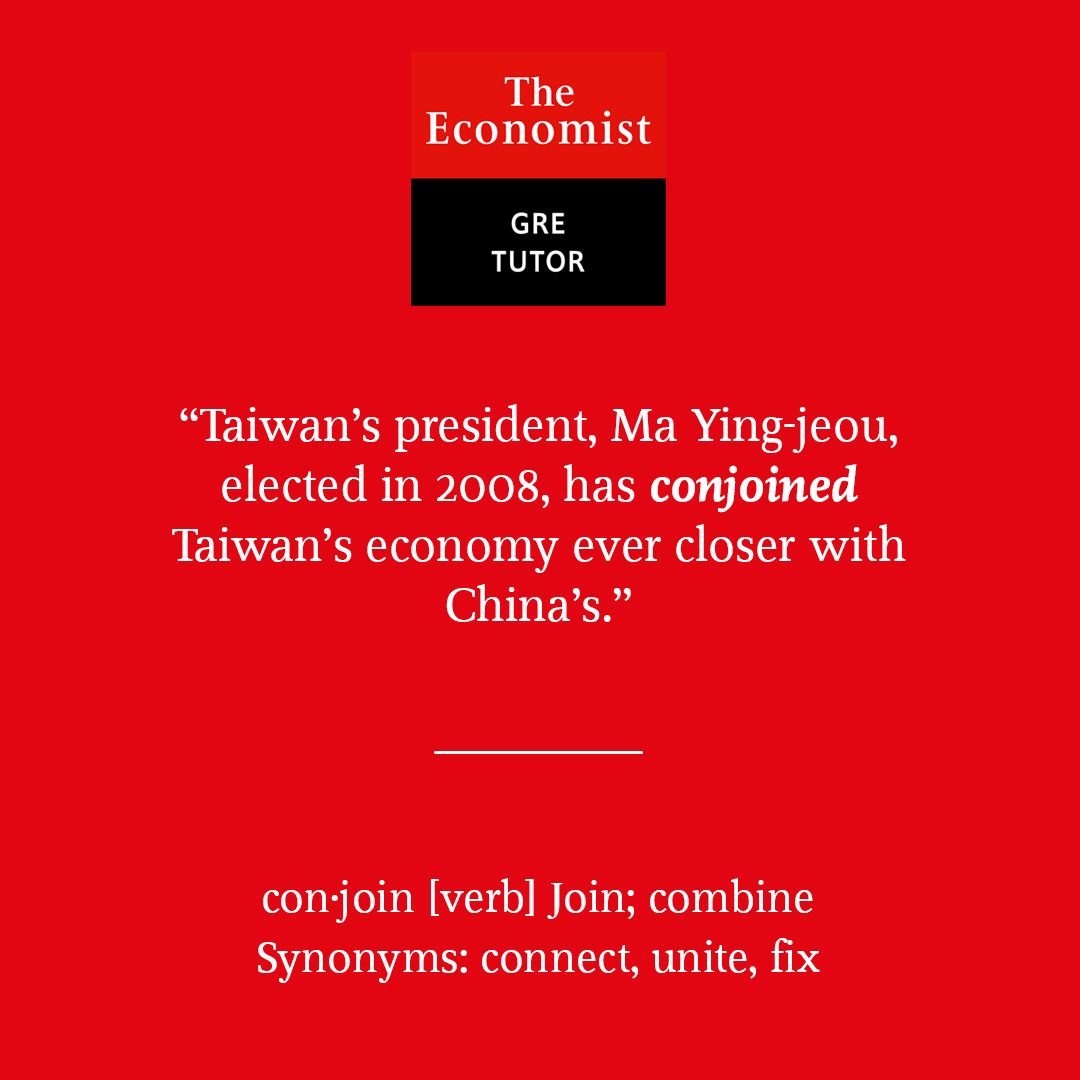 The
Economist
GRE
TUTOR
“Taiwan’s president, Ma Ying-jeou,
elected in 2008, has conjoined
Taiwan’s economy ever closer with
China’s.”
con·join [verb] Join; combine
Synonyms: connect, unite, fix